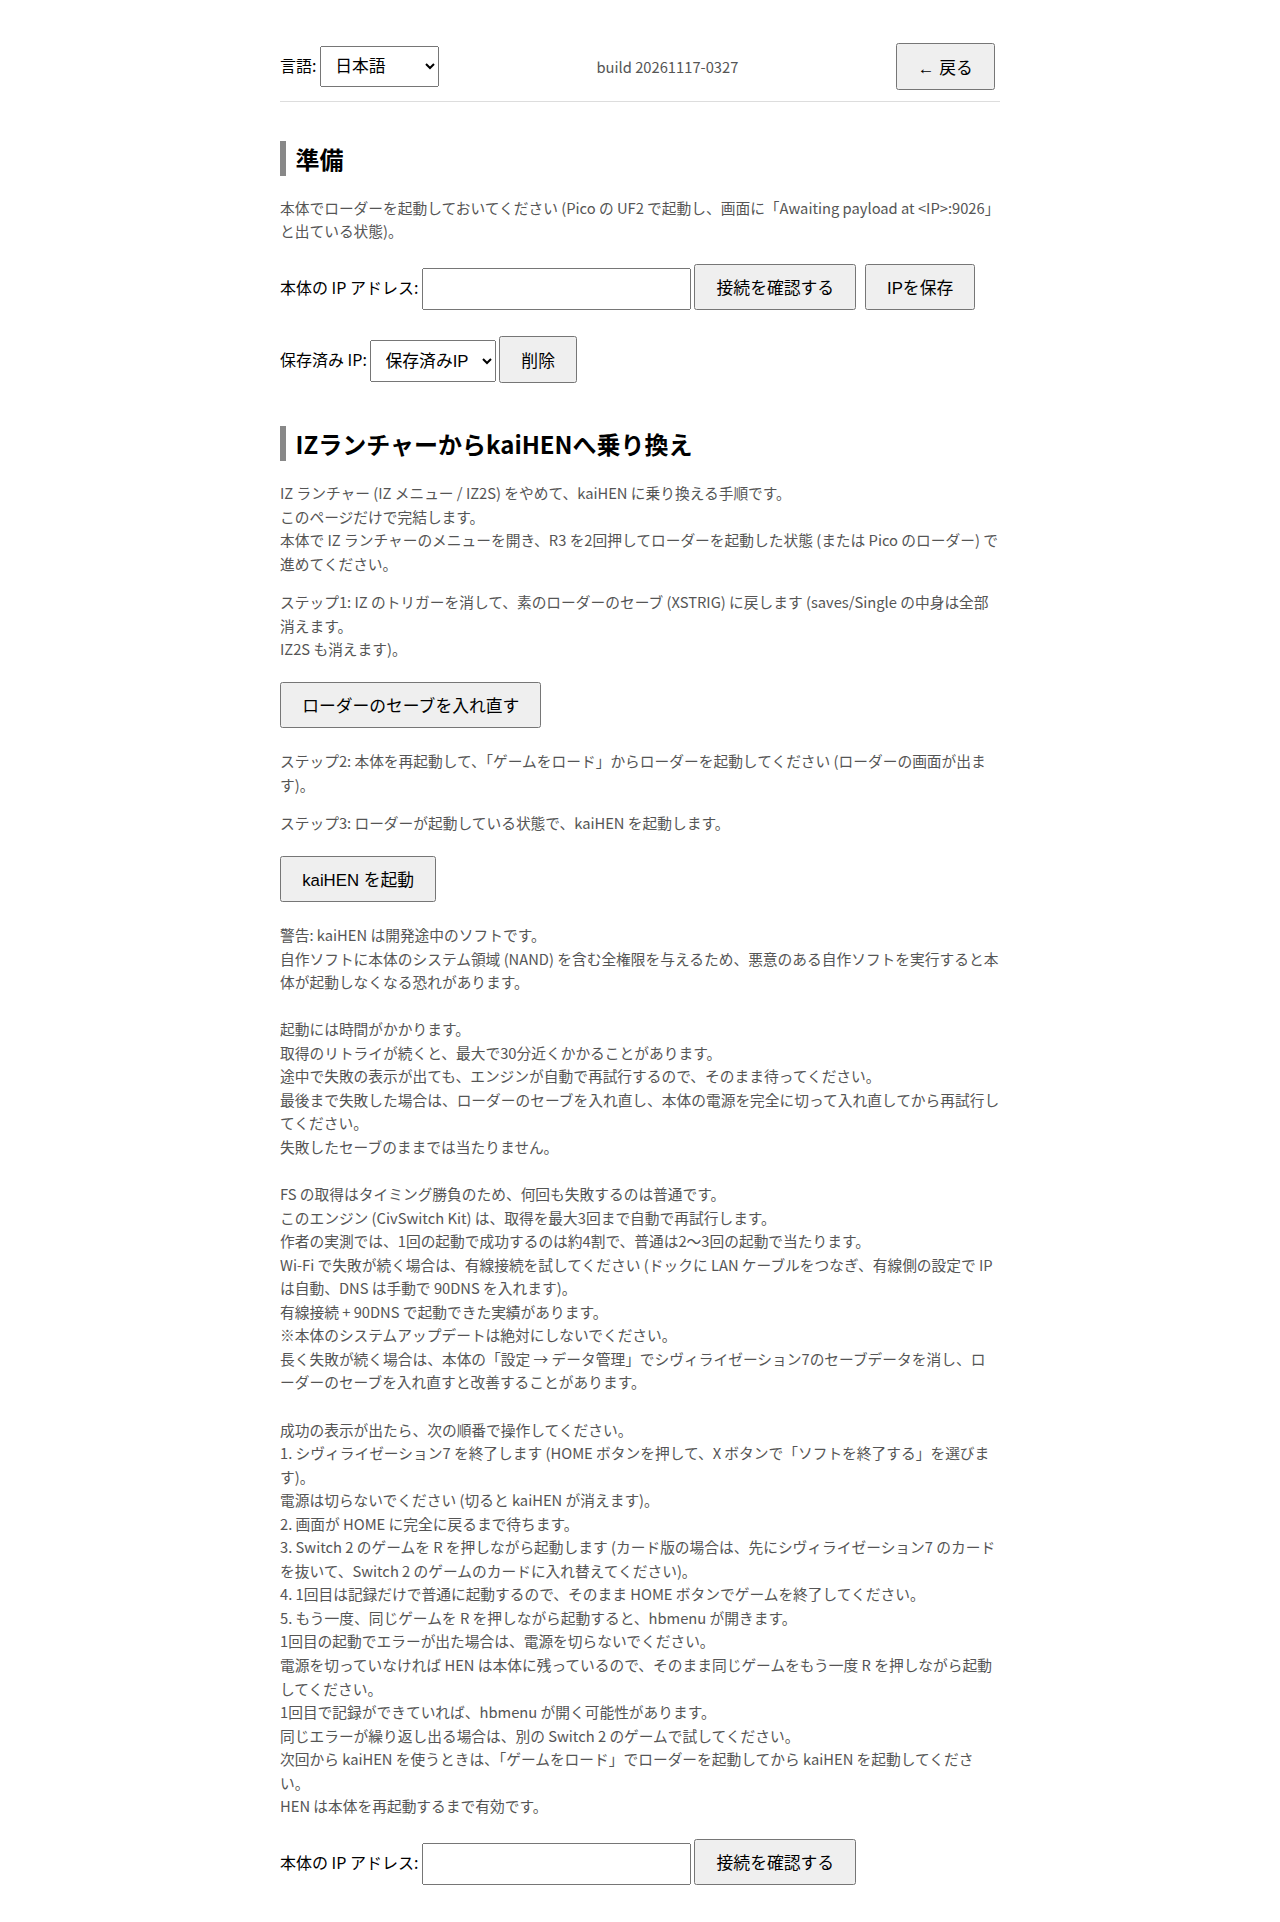 言語: 日本語 build 20261117-0327 ← 戻る
準備
本体でローダーを起動しておいてください (Pico の UF2 で起動し、画面に「Awaiting payload at <IP>:9026」
と出ている状態)。
本体の IP アドレス: 接続を確認する IPを保存
保存済み IP: 保存済みIP 削除
IZランチャーからkaiHENへ乗り換え
IZ ランチャー (IZ メニュー / IZ2S) をやめて、kaiHEN に乗り換える手順です。
このページだけで完結します。
本体で IZ ランチャーのメニューを開き、R3 を2回押してローダーを起動した状態 (または Pico のローダー) で
進めてください。
ステップ1: IZ のトリガーを消して、素のローダーのセーブ (XSTRIG) に戻します (saves/Single の中身は全部
消えます。
IZ2S も消えます)。
ローダーのセーブを入れ直す
ステップ2: 本体を再起動して、「ゲームをロード」からローダーを起動してください (ローダーの画面が出ま
す)。
ステップ3: ローダーが起動している状態で、kaiHEN を起動します。
kaiHEN を起動
警告: kaiHEN は開発途中のソフトです。
自作ソフトに本体のシステム領域 (NAND) を含む全権限を与えるため、悪意のある自作ソフトを実行すると本
体が起動しなくなる恐れがあります。
起動には時間がかかります。
取得のリトライが続くと、最大で30分近くかかることがあります。
途中で失敗の表示が出ても、エンジンが自動で再試行するので、そのまま待ってください。
最後まで失敗した場合は、ローダーのセーブを入れ直し、本体の電源を完全に切って入れ直してから再試行し
てください。
失敗したセーブのままでは当たりません。
FS の取得はタイミング勝負のため、何回も失敗するのは普通です。
このエンジン (CivSwitch Kit) は、取得を最大3回まで自動で再試行します。
作者の実測では、1回の起動で成功するのは約4割で、普通は2〜3回の起動で当たります。
Wi-Fi で失敗が続く場合は、有線接続を試してください (ドックに LAN ケーブルをつなぎ、有線側の設定で IP
は自動、DNS は手動で 90DNS を入れます)。
有線接続 + 90DNS で起動できた実績があります。
※本体のシステムアップデートは絶対にしないでください。
長く失敗が続く場合は、本体の「設定 → データ管理」でシヴィライゼーション7のセーブデータを消し、ロ
ーダーのセーブを入れ直すと改善することがあります。
成功の表示が出たら、次の順番で操作してください。
1. シヴィライゼーション7 を終了します (HOME ボタンを押して、X ボタンで「ソフトを終了する」を選びま
す)。
電源は切らないでください (切ると kaiHEN が消えます)。
2. 画面が HOME に完全に戻るまで待ちます。
3. Switch 2 のゲームを R を押しながら起動します (カード版の場合は、先にシヴィライゼーション7 のカード
を抜いて、Switch 2 のゲームのカードに入れ替えてください)。
4. 1回目は記録だけで普通に起動するので、そのまま HOME ボタンでゲームを終了してください。
5. もう一度、同じゲームを R を押しながら起動すると、hbmenu が開きます。
1回目の起動でエラーが出た場合は、電源を切らないでください。
電源を切っていなければ HEN は本体に残っているので、そのまま同じゲームをもう一度 R を押しながら起動
してください。
1回目で記録ができていれば、hbmenu が開く可能性があります。
同じエラーが繰り返し出る場合は、別の Switch 2 のゲームで試してください。
次回から kaiHEN を使うときは、「ゲームをロード」でローダーを起動してから kaiHEN を起動してくださ
い。
HEN は本体を再起動するまで有効です。
本体の IP アドレス: 接続を確認する